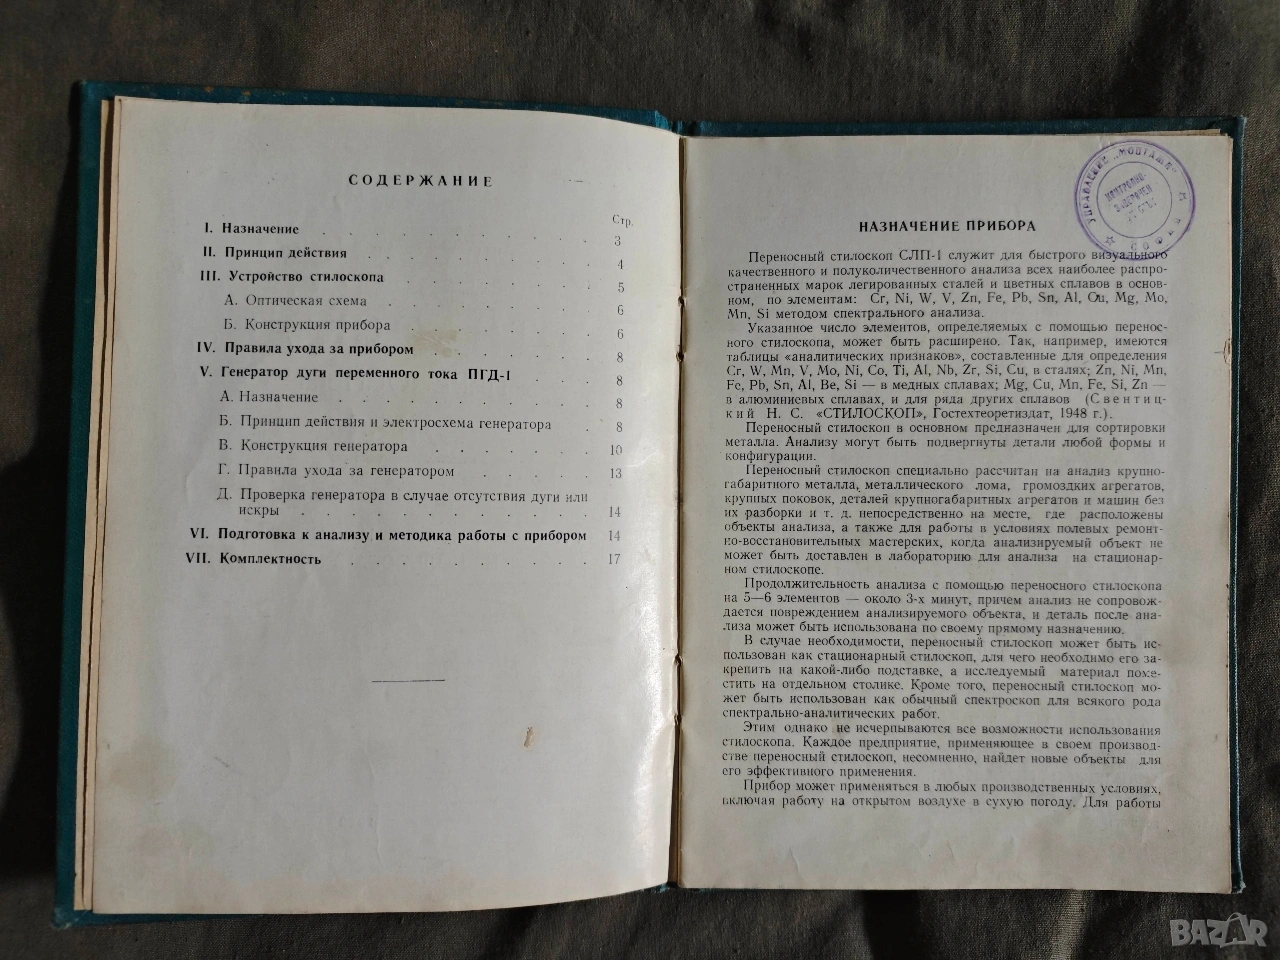 СОДЕРЖАНИЕ
Стр.
I. Назначение 3
II. Принцип действия 4
III. Устройство стилоскопа 5
А. Оптическая схема 6
Б. Конструкция прибора 6
IV. Правила ухода за прибором 8
V. Генератор дуги переменного тока ПГД-1 8
А. Назначение 8
Б. Принцип действия и электросхема генератора 8
В. Конструкция генератора 10
Г. Правила ухода за генератором 13
Д. Проверка генератора в случае отсутствия дуги или
искры 14
VI. Подготовка к анализу и методика работы с прибором 14
VII. Комплектность 17
УПРАВЛЕНИЕ „МОНТАЖИ“
СОФИЯ
НАЗНАЧЕНИЕ ПРИБОРА
Переносный стилоскоп СЛП-1 служит для быстрого визуального
качественного и полуколичественного анализа всех наиболее распро-
страненных марок легированных сталей и цветных сплавов в основ-
ном, по элементам: Cr, Ni, W, V, Zn, Fe, Pb, Sn, Al, Cu, Mg, Mo,
Mn, Si методом спектрального анализа.
Указанное число элементов, определяемых с помощью перенос-
ного стилоскопа, может быть расширено. Так, например, имеются
таблицы «аналитических признаков», составленные для определения
Cr, W, Mn, V, Mo, Ni, Co, Ti, Al, Nb, Zr, Si, Cu, в сталях; Zn, Ni, Mn,
Fe, Pb, Sn, Al, Be, Si — в медных сплавах; Mg, Cu, Mn, Fe, Si, Zn —
в алюминиевых сплавах, и для ряда других сплавов (Свентиц-
кий Н. С. «СТИЛОСКОП», Гостехтеоретиздат, 1948 г.).
Переносный стилоскоп в основном предназначен для сортировки
металла. Анализу могут быть подвергнуты детали любой формы и
конфигурации.
Переносный стилоскоп специально рассчитан на анализ крупно-
габаритного металла, металлического лома, громоздких агрегатов,
крупных поковок, деталей крупногабаритных агрегатов и машин без
их разборки и т. д. непосредственно на месте, где расположены
объекты анализа, а также для работы в условиях полевых ремонт-
но-восстановительных мастерских, когда анализируемый объект не
может быть доставлен в лабораторию для анализа на стационар-
ном стилоскопе.
Продолжительность анализа с помощью переносного стилоскопа
на 5—6 элементов — около 3-х минут, причем анализ не сопровож-
дается повреждением анализируемого объекта, и деталь после ана-
лиза может быть использована по своему прямому назначению.
В случае необходимости, переносный стилоскоп может быть ис-
пользован как стационарный стилоскоп, для чего необходимо его за-
крепить на какой-либо подставке, а исследуемый материал поме-
стить на отдельном столике. Кроме того, переносный стилоскоп мо-
жет быть использован как обычный спектроскоп для всякого рода
спектрально-аналитических работ.
Этим однако не исчерпываются все возможности использования
стилоскопа. Каждое предприятие, применяющее в своем производ-
стве переносный стилоскоп, несомненно, найдет новые объекты для
его эффективного применения.
Прибор может применяться в любых производственных условиях,
включая работу на открытом воздухе в сухую погоду. Для работы
BAZAR